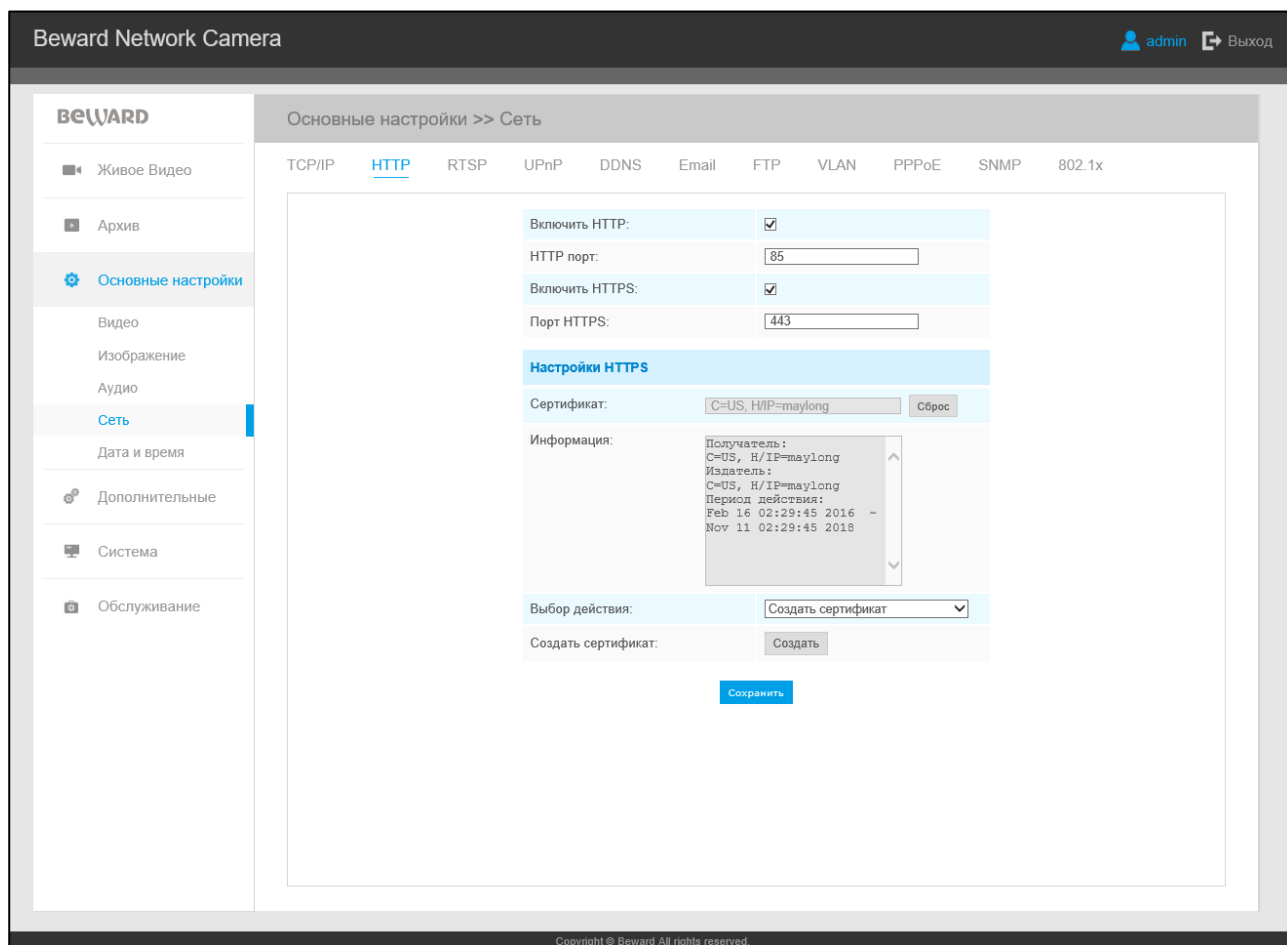 Beward Network Camera
admin
Выход
BEWARD
Основные настройки >> Сеть
Живое Видео
Архив
Основные настройки
Видео
Изображение
Аудио
Сеть
Дата и время
Дополнительные
Система
Обслуживание
TCP/IP HTTP RTSP UPnP DDNS Email FTP VLAN PPPoE SNMP 802.1x
Включить HTTP:
HTTP порт: 85
Включить HTTPS:
Порт HTTPS: 443
Настройки HTTPS
Сертификат: C=US, H/IP=maylong Сброс
Информация:
Получатель:
C=US, H/IP=maylong
Издатель:
C=US, H/IP=maylong
Период действия:
Feb 16 02:29:45 2016 ~
Nov 11 02:29:45 2018
Выбор действия: Создать сертификат
Создать сертификат: Создать
Сохранить
Copyright © Beward All rights reserved.